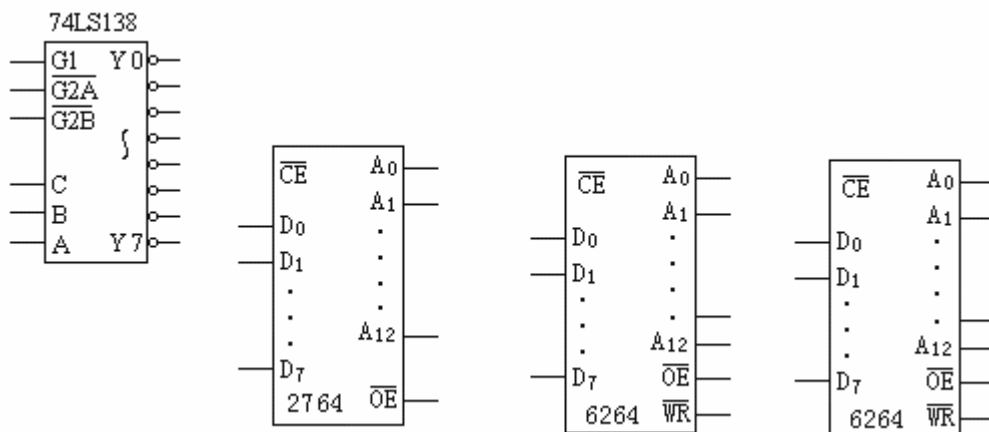 74LS138
G1 Y0
G2A
G2B
C
B
A Y7
CE A0
A1
D0
D1
A12
D7
2764 OE
CE A0
A1
D0
D1
A12
D7 OE
6264 WR
CE A0
A1
D0
D1
A12
D7 OE
6264 WR